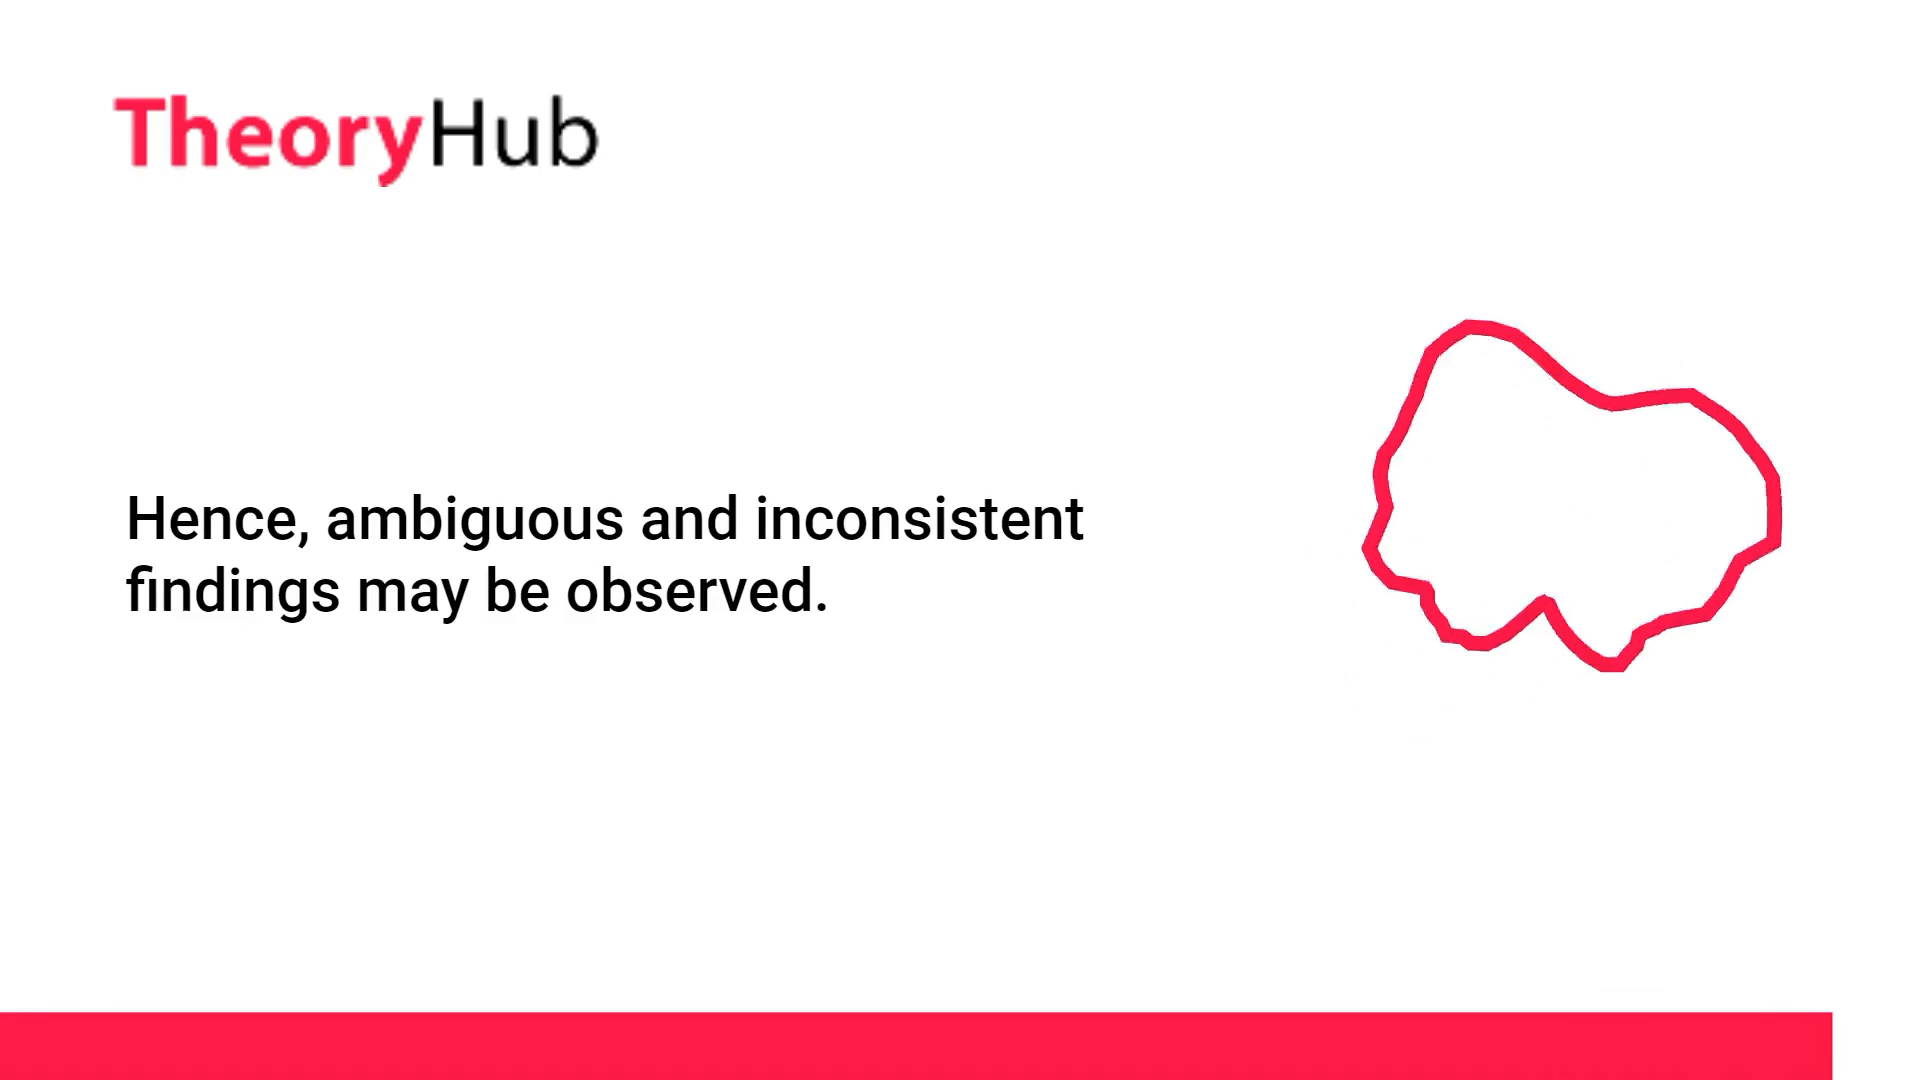 TheoryHub
Hence, ambiguous and inconsistent
findings may be observed.